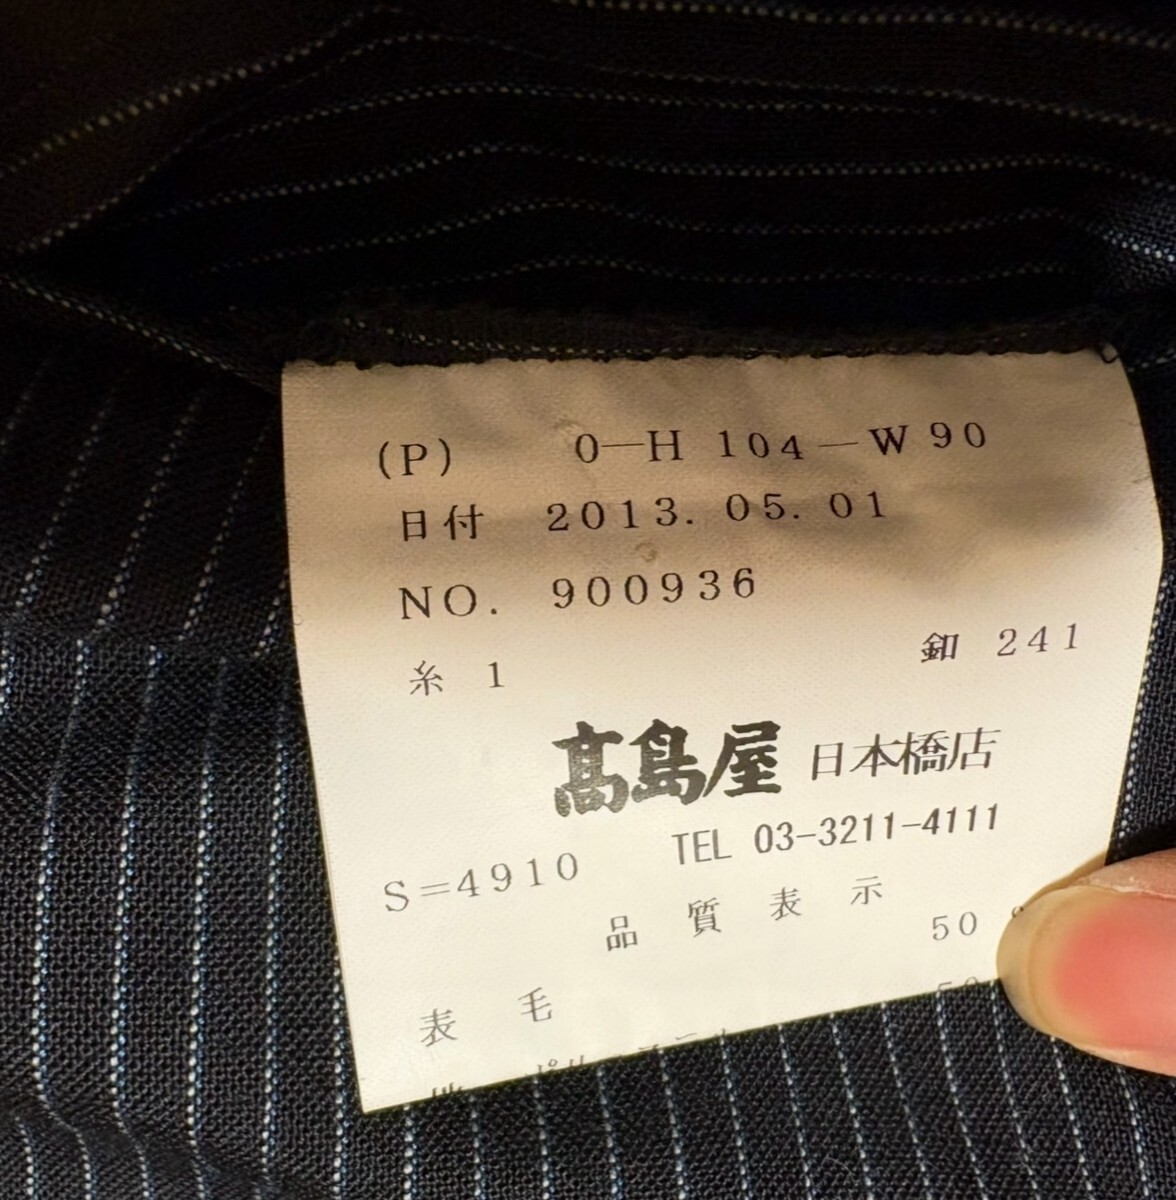 (P) 0—H 104—W 90
日付 2013. 05. 01
NO. 900936
糸 1 釦 241
髙島屋 日本橋店
TEL 03-3211-4111
S=4910
品質表示
表 毛 50